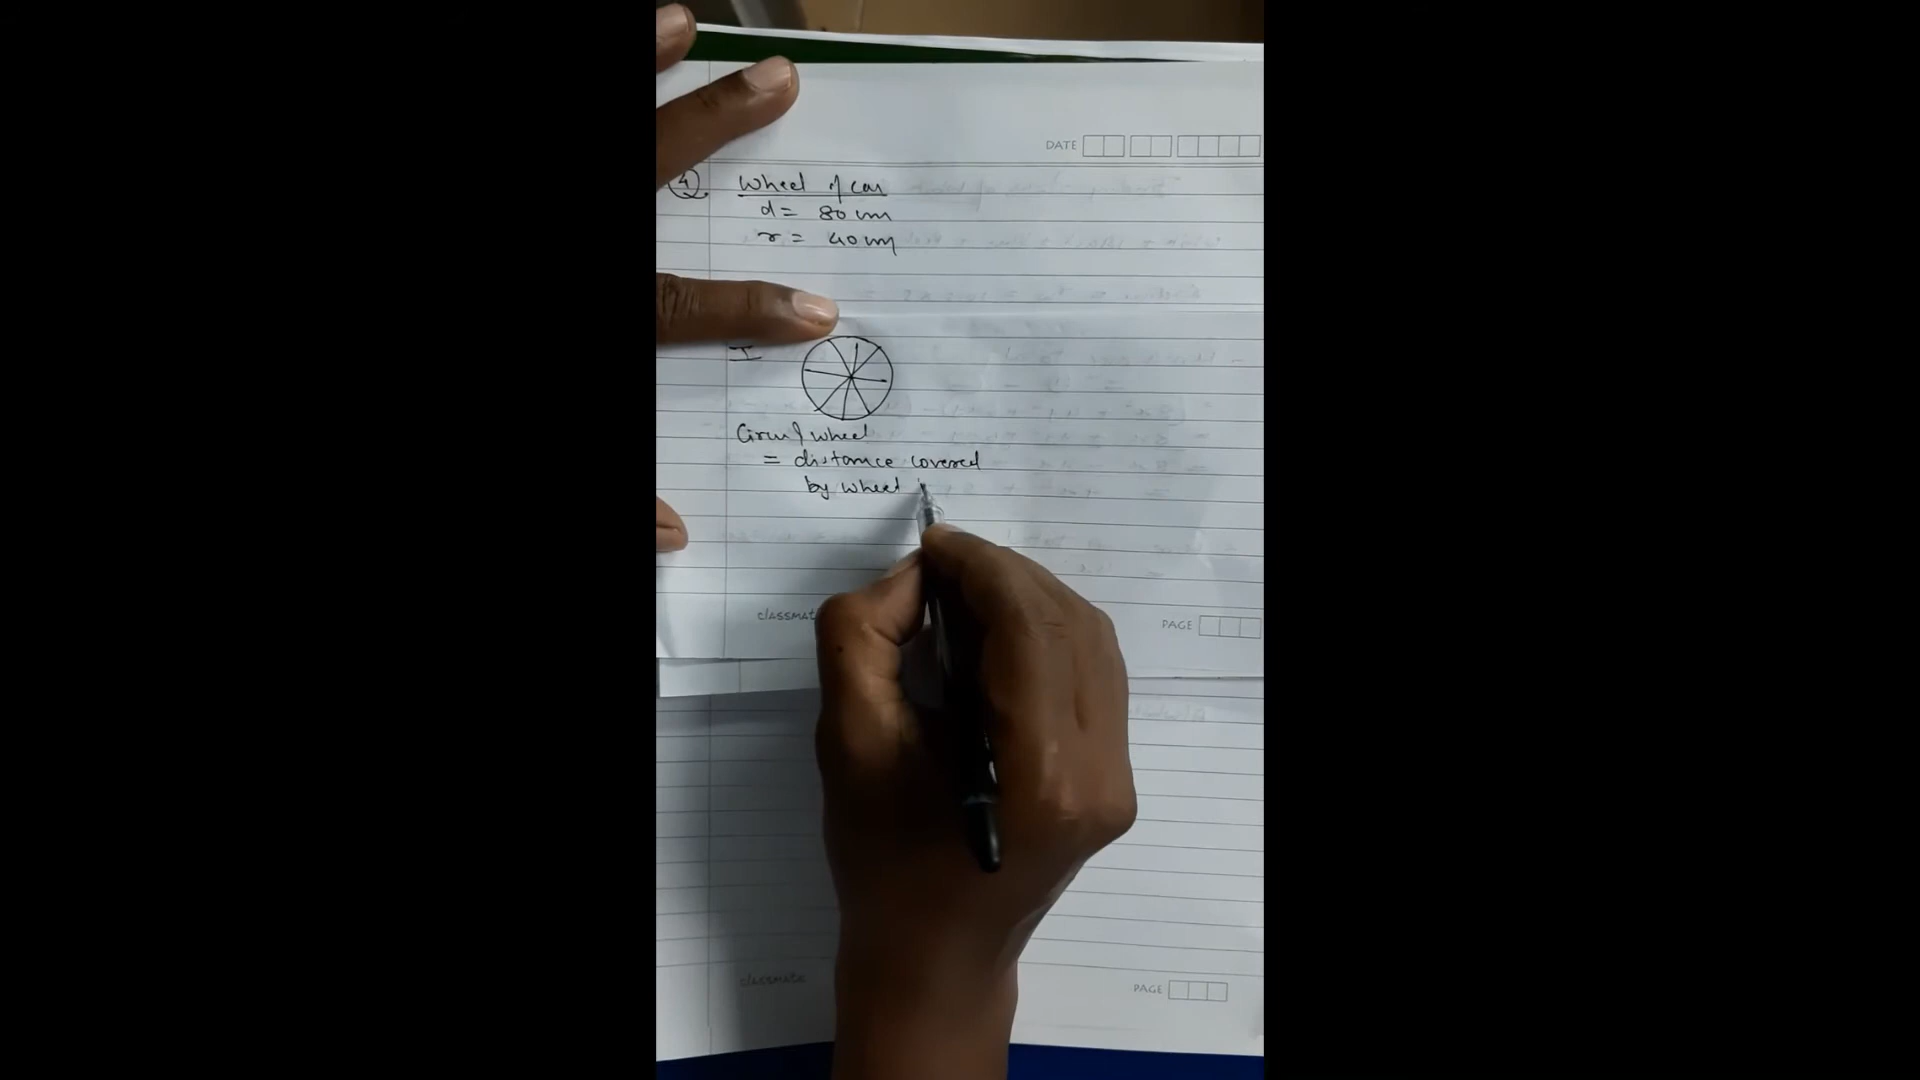 DATE
4. Wheel of car
d = 80 cm
r = 40 cm
I
Circum of wheel
= distance covered
by wheel
classmat
PAGE
classmate
PAGE